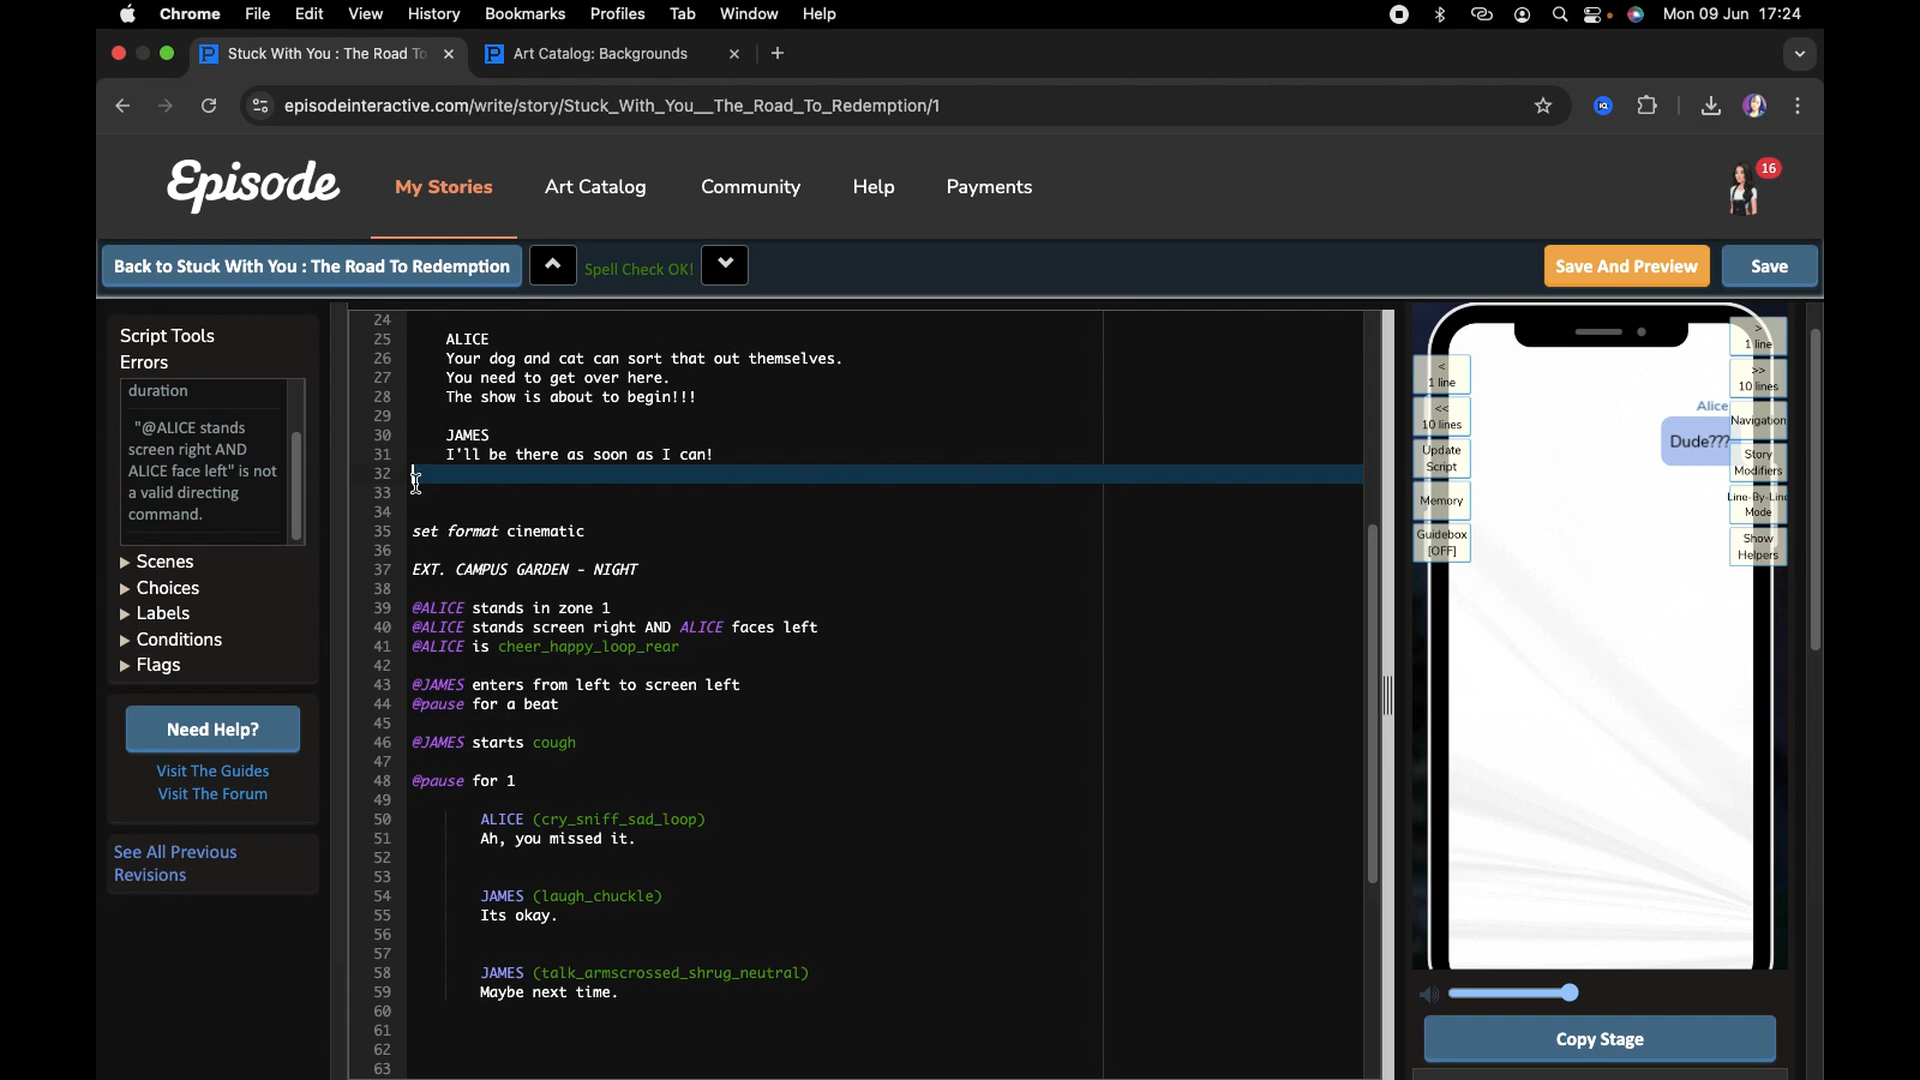 Chrome File Edit View History Bookmarks Profiles Tab Window Help Mon 09 Jun 17:24
Stuck With You : The Road To
Art Catalog: Backgrounds
episodeinteractive.com/write/story/Stuck_With_You__The_Road_To_Redemption/1
Episode My Stories Art Catalog Community Help Payments 16
Back to Stuck With You : The Road To Redemption Spell Check OK! Save And Preview Save
Script Tools
Errors
duration
"@ALICE stands
screen right AND
ALICE face left" is not
a valid directing
command.
Scenes
Choices
Labels
Conditions
Flags
Need Help?
Visit The Guides
Visit The Forum
See All Previous
Revisions
24
25 ALICE
26 Your dog and cat can sort that out themselves.
27 You need to get over here.
28 The show is about to begin!!!
29
30 JAMES
31 I'll be there as soon as I can!
32
33
34
35 set format cinematic
36
37 EXT. CAMPUS GARDEN - NIGHT
38
39 @ALICE stands in zone 1
40 @ALICE stands screen right AND ALICE faces left
41 @ALICE is cheer_happy_loop_rear
42
43 @JAMES enters from left to screen left
44 @pause for a beat
45
46 @JAMES starts cough
47
48 @pause for 1
49
50 ALICE (cry_sniff_sad_loop)
51 Ah, you missed it.
52
53
54 JAMES (laugh_chuckle)
55 Its okay.
56
57
58 JAMES (talk_armscrossed_shrug_neutral)
59 Maybe next time.
60
61
62
63
<
1 line
<<
10 lines
Update
Script
Memory
Guidebox
[OFF]
Alice
Dude???
>
1 line
>>
10 lines
Navigation
Story
Modifiers
Line-By-Line
Mode
Show
Helpers
Copy Stage